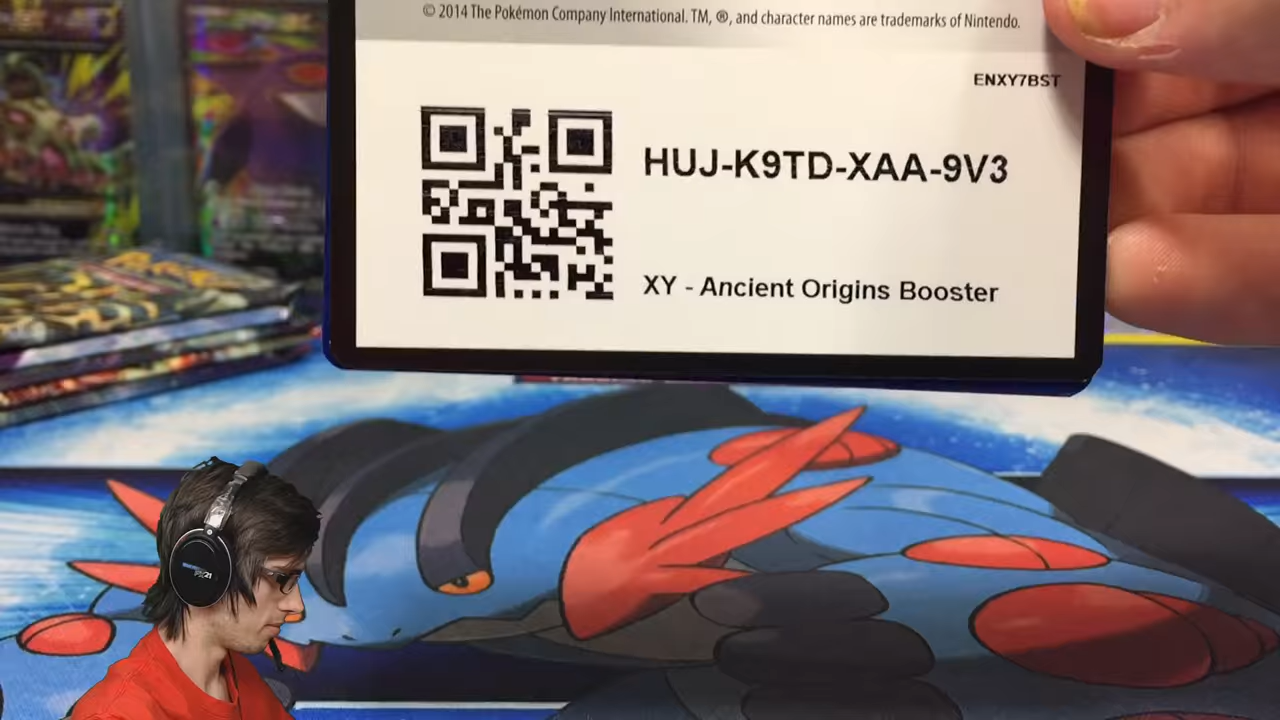 © 2014 The Pokémon Company International. TM, ®, and character names are trademarks of Nintendo.
ENXY7BST
HUJ-K9TD-XAA-9V3
XY - Ancient Origins Booster